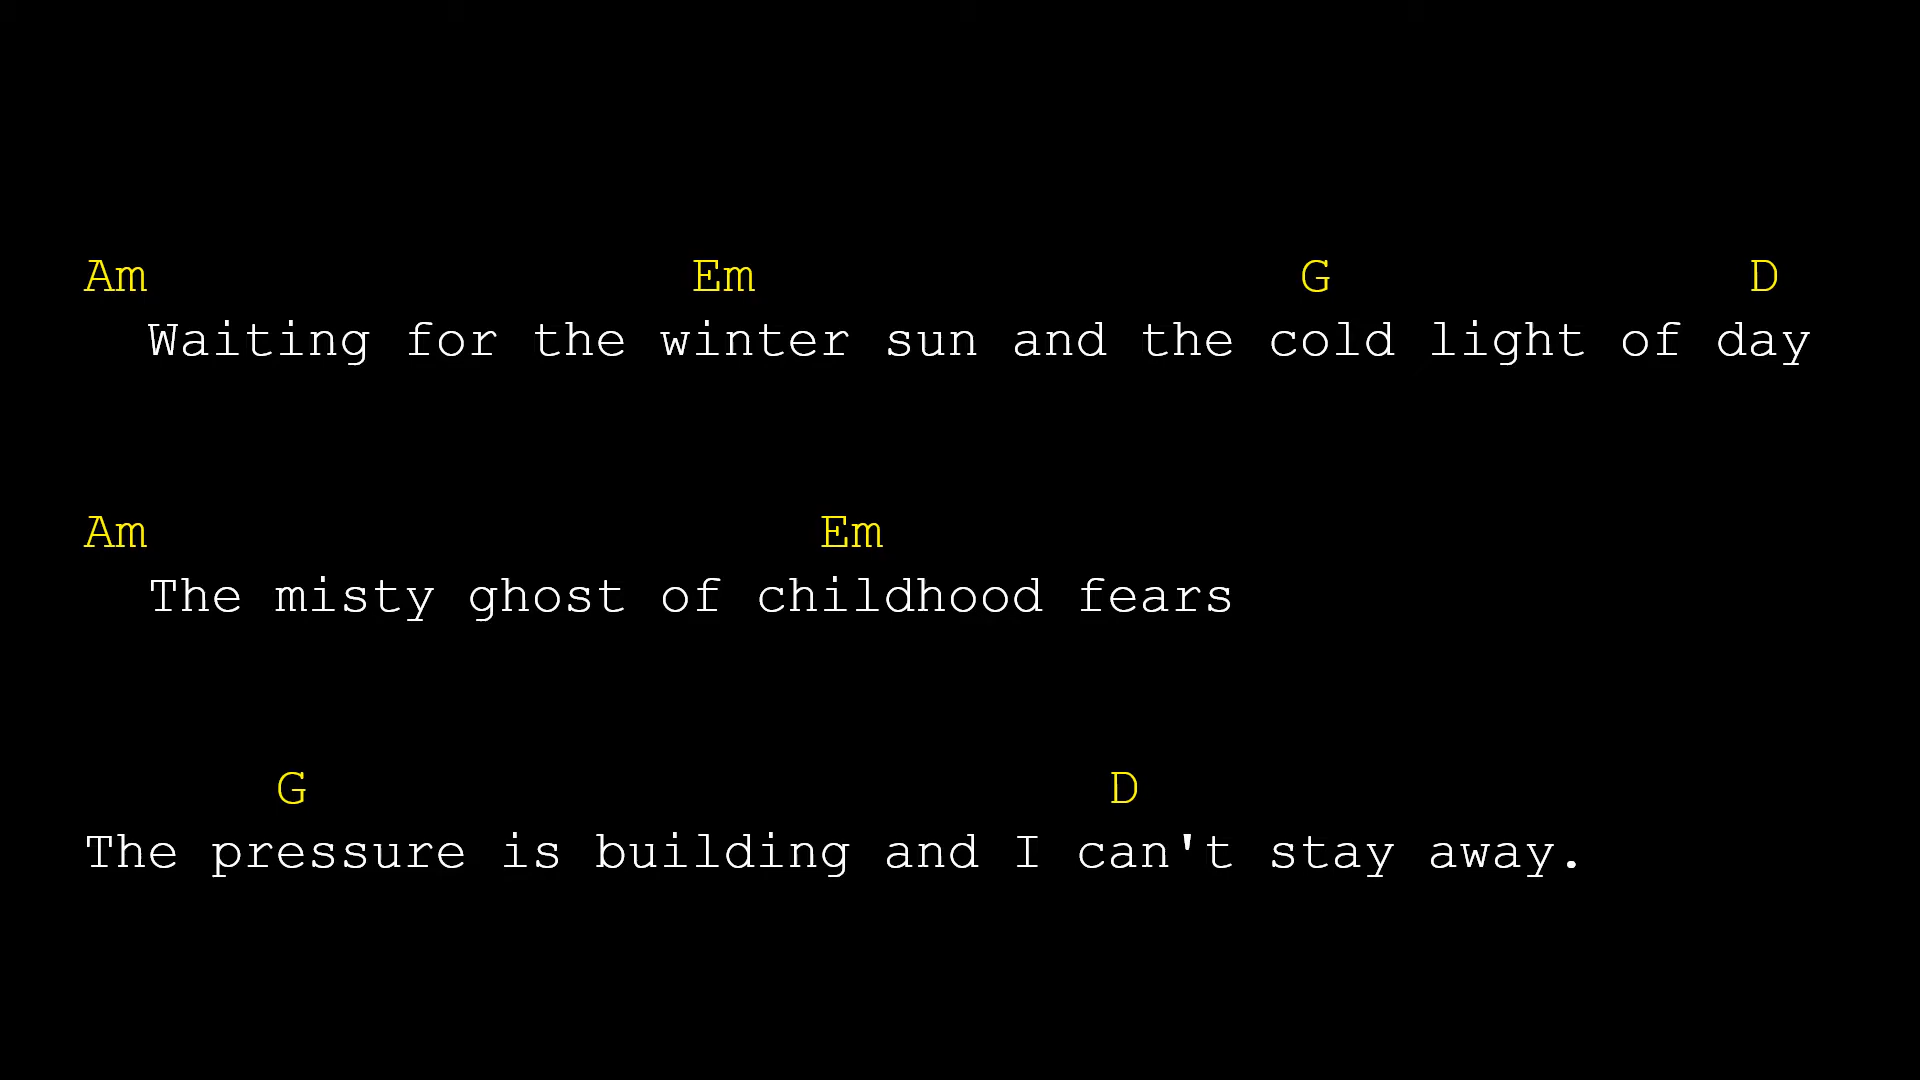 Am                 Em                 G             D
  Waiting for the winter sun and the cold light of day
Am                     Em
  The misty ghost of childhood fears
      G                         D
The pressure is building and I can't stay away.